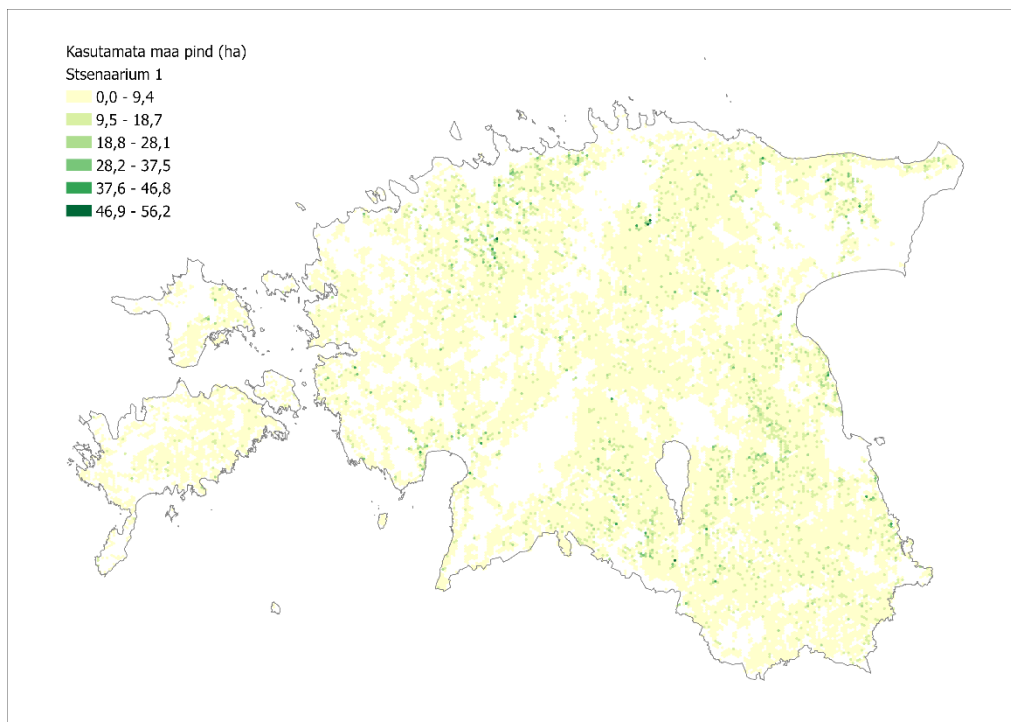 Kasutamata maa pind (ha)
Stsenaarium 1
0,0 - 9,4
9,5 - 18,7
18,8 - 28,1
28,2 - 37,5
37,6 - 46,8
46,9 - 56,2